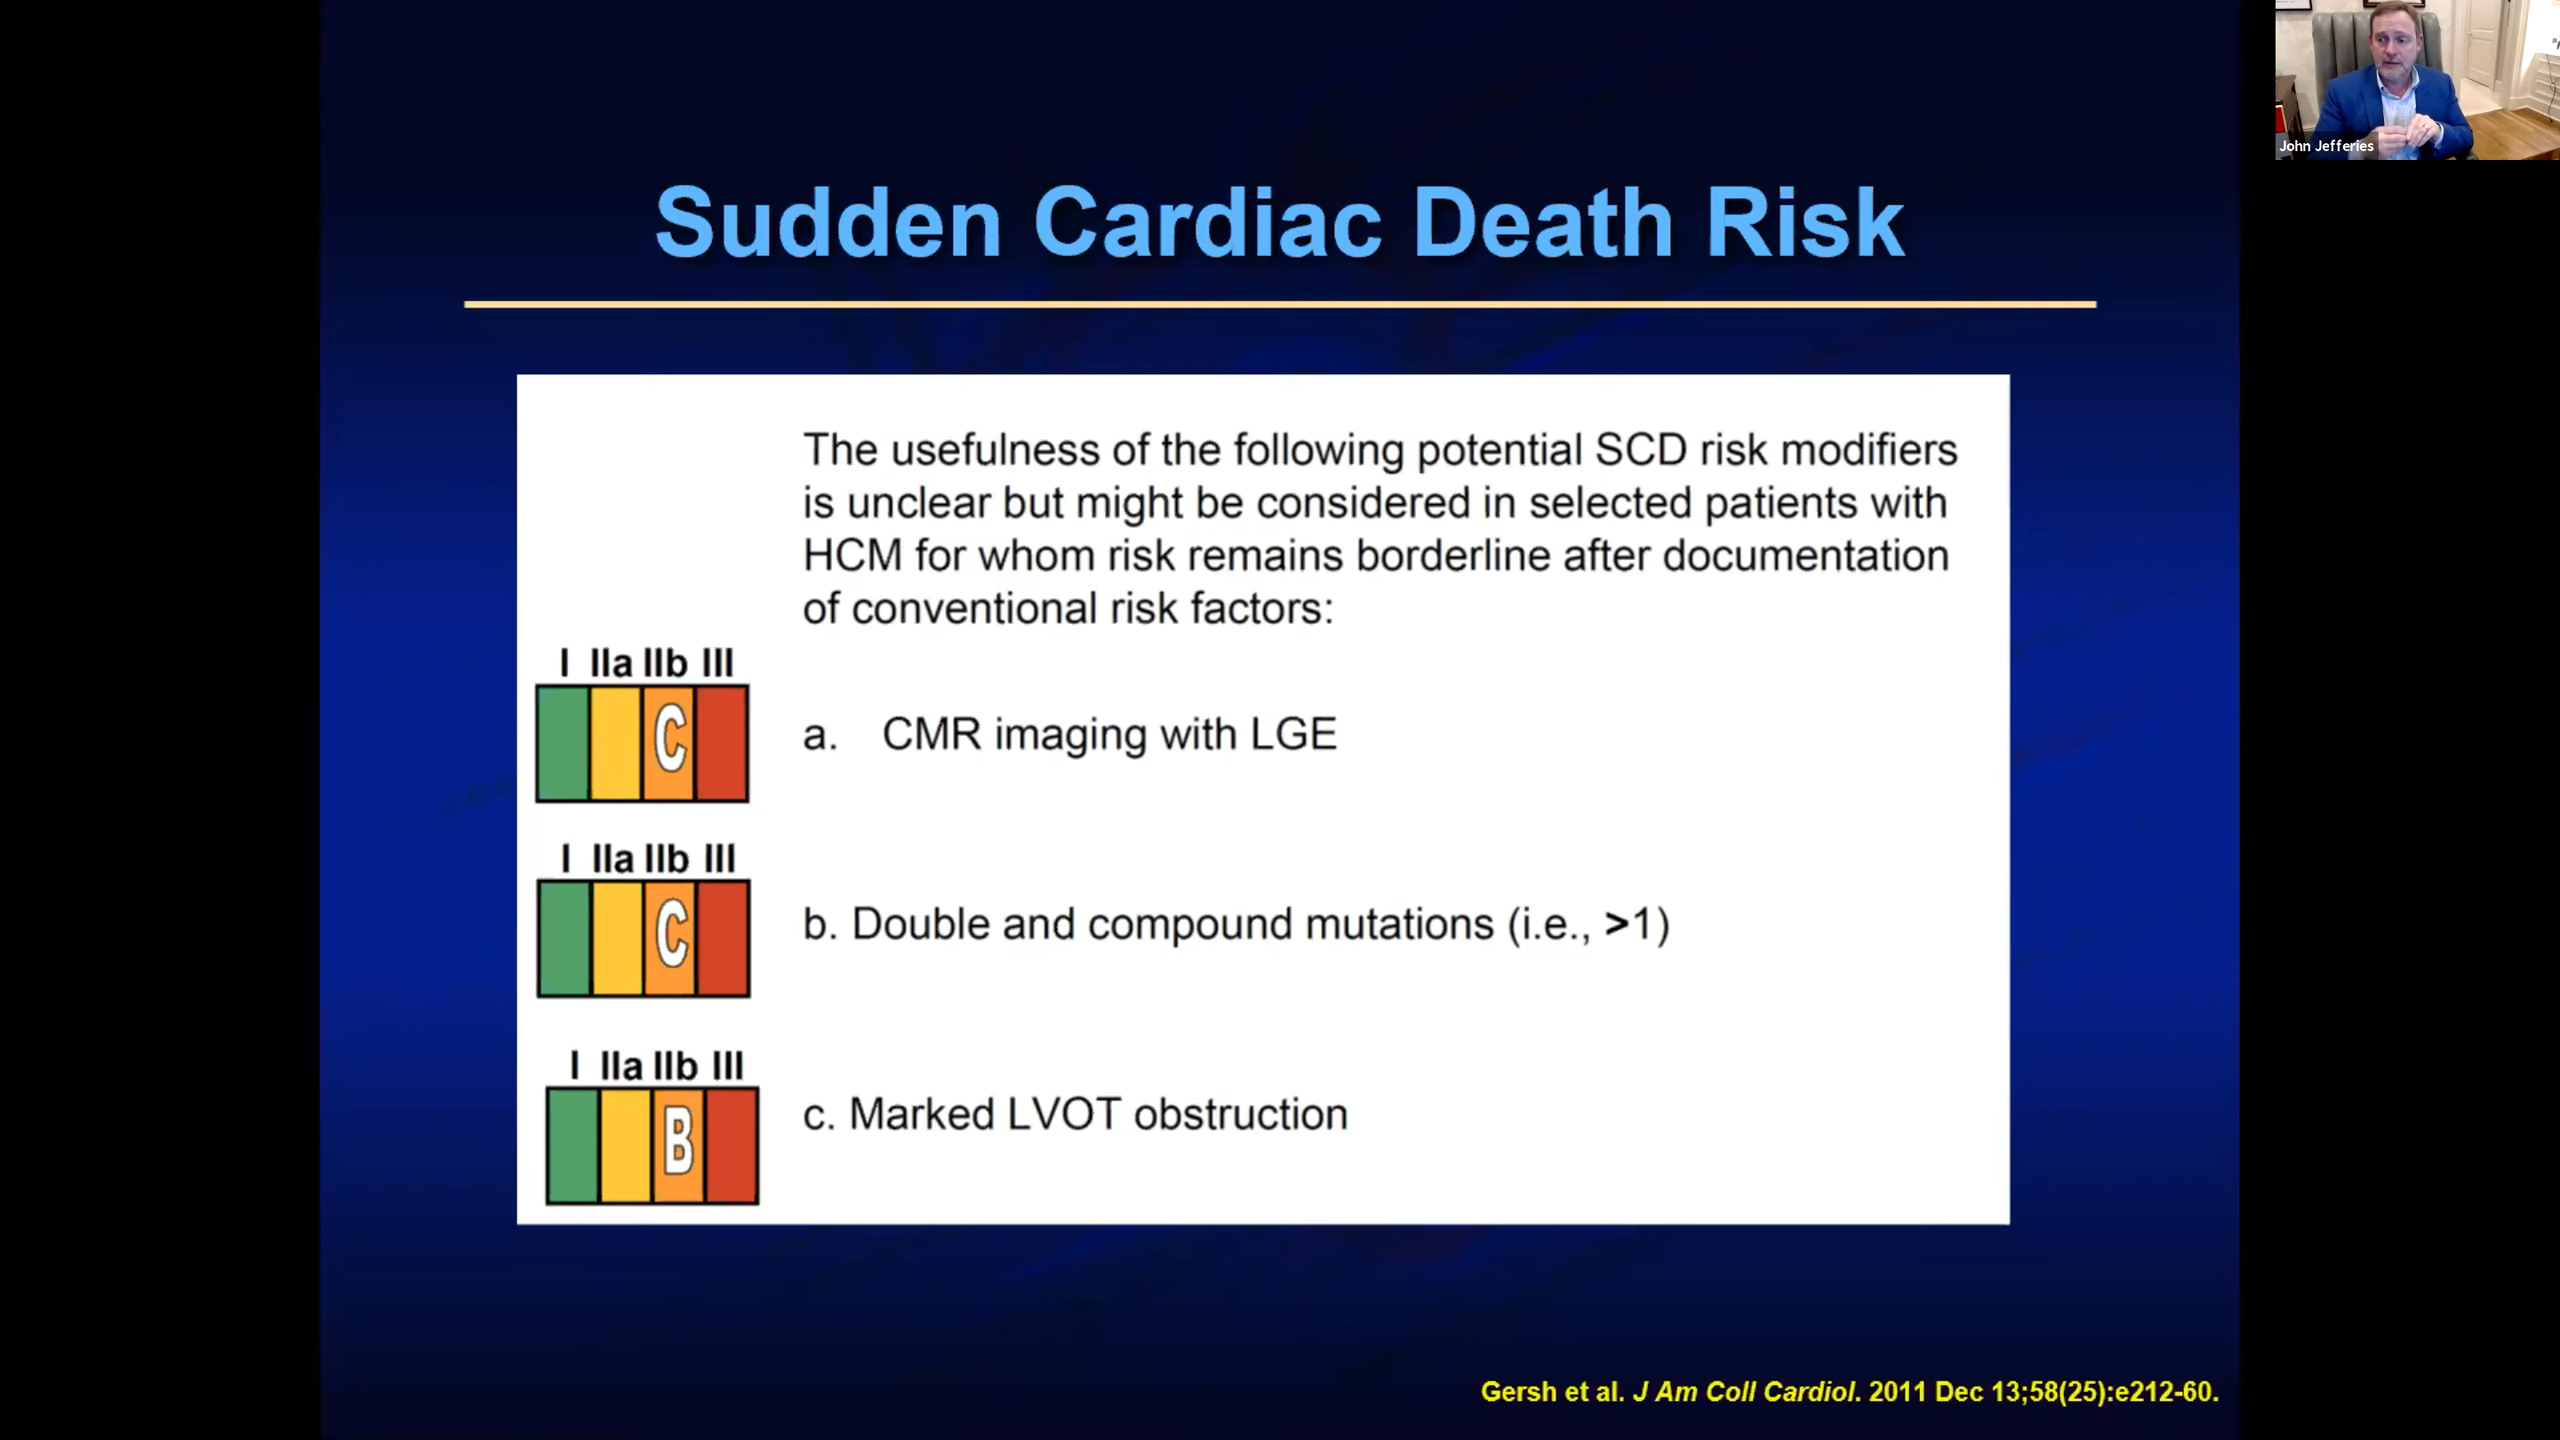 John Jefferies
Sudden Cardiac Death Risk
The usefulness of the following potential SCD risk modifiers
is unclear but might be considered in selected patients with
HCM for whom risk remains borderline after documentation
of conventional risk factors:
I IIa IIb III
C
a. CMR imaging with LGE
I IIa IIb III
C
b. Double and compound mutations (i.e., >1)
I IIa IIb III
B
c. Marked LVOT obstruction
Gersh et al. J Am Coll Cardiol. 2011 Dec 13;58(25):e212-60.